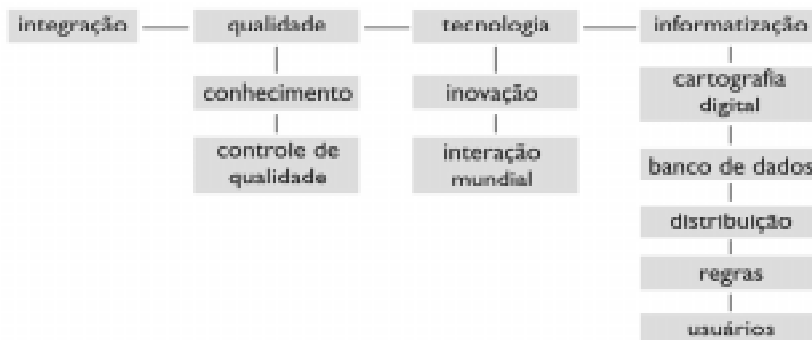 integração
qualidade
tecnologia
informatização
conhecimento
inovação
cartografia
digital
controle de
qualidade
interação
mundial
banco de dados
distribuição
regras
usuários